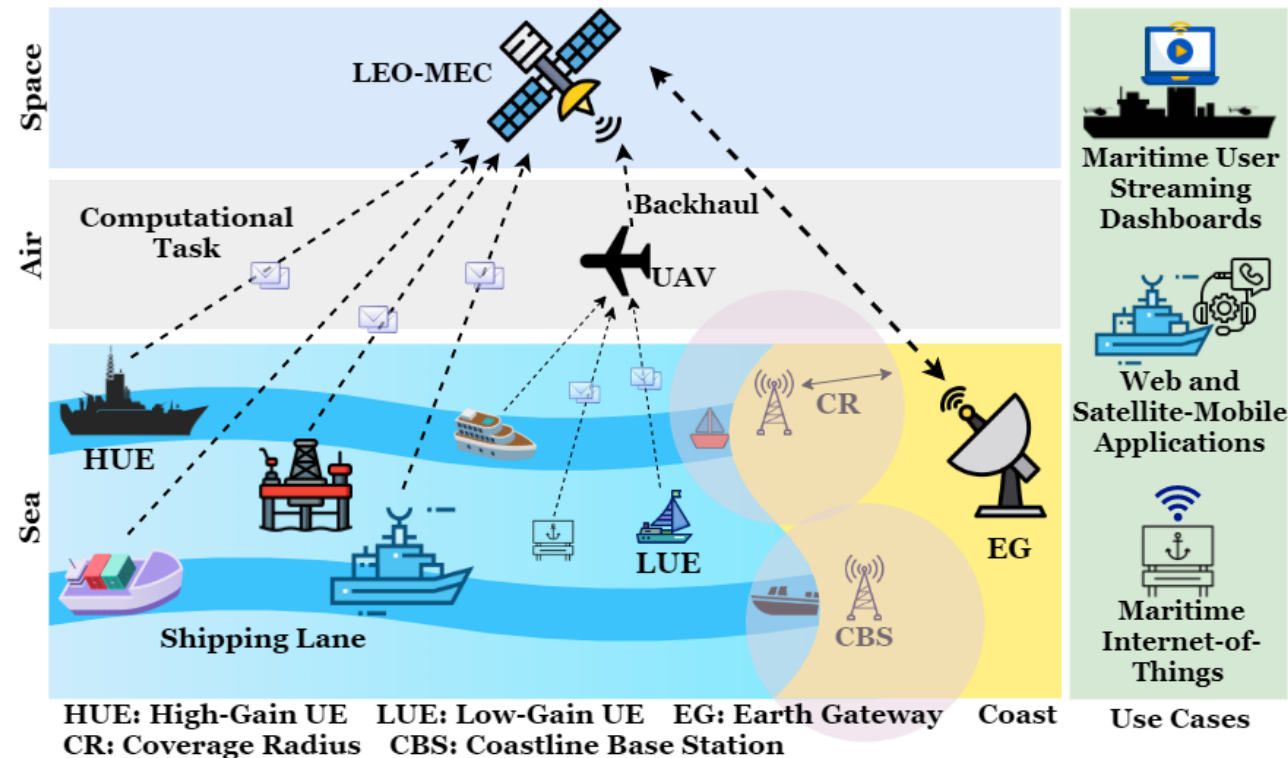 Space
LEO-MEC
Air
Computational
Task
Backhaul
UAV
Sea
HUE
CR
LUE
EG
CBS
Shipping Lane
HUE: High-Gain UE
LUE: Low-Gain UE
EG: Earth Gateway
Coast
CR: Coverage Radius
CBS: Coastline Base Station
Maritime User
Streaming
Dashboards
Web and
Satellite-Mobile
Applications
Maritime
Internet-of-
Things
Use Cases